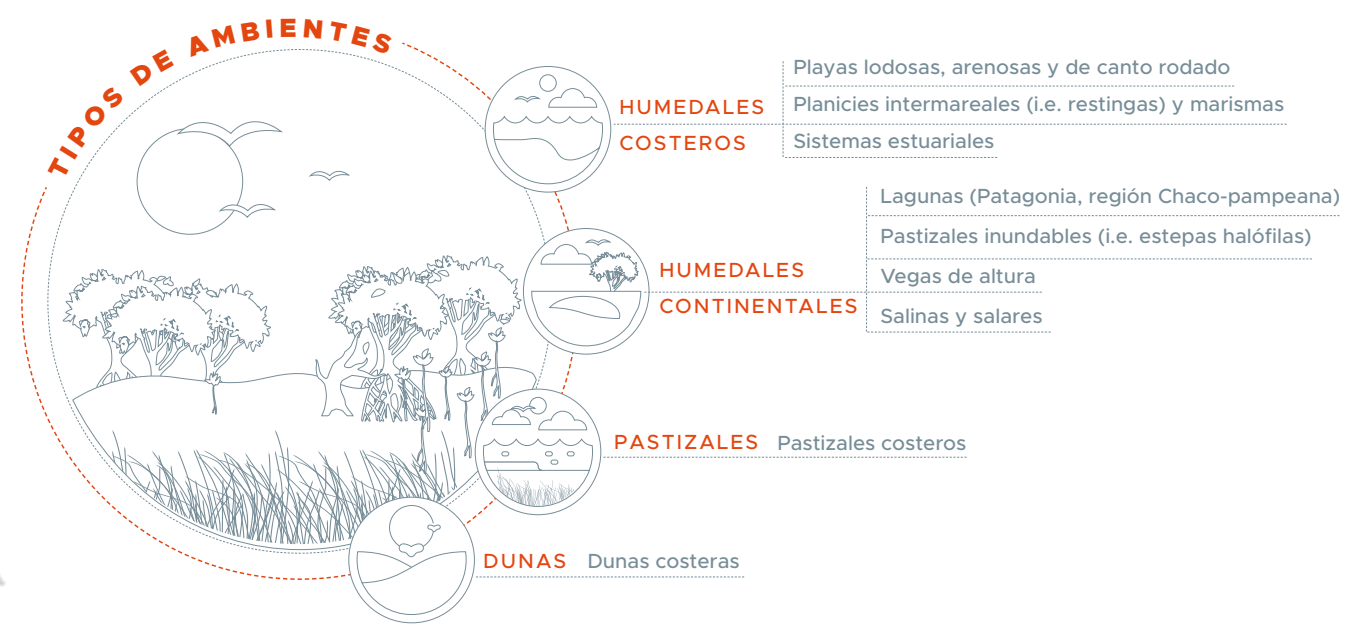 TIPOS DE AMBIENTES
HUMEDALES
COSTEROS
Playas lodosas, arenosas y de canto rodado
Planicies intermareales (i.e. restingas) y marismas
Sistemas estuariales
HUMEDALES
CONTINENTALES
Lagunas (Patagonia, región Chaco-pampeana)
Pastizales inundables (i.e. estepas halófilas)
Vegas de altura
Salinas y salares
PASTIZALES Pastizales costeros
DUNAS Dunas costeras